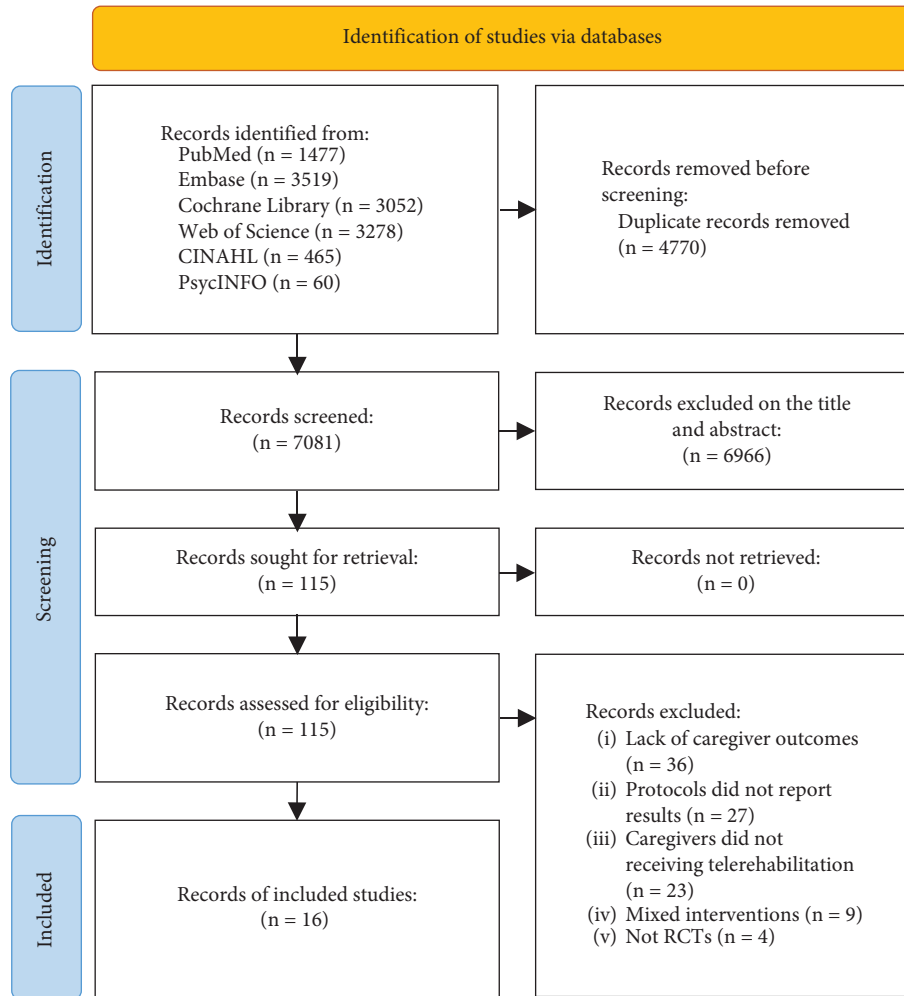 Identification of studies via databases
Identification
Records identified from:
PubMed (n = 1477)
Embase (n = 3519)
Cochrane Library (n = 3052)
Web of Science (n = 3278)
CINAHL (n = 465)
PsycINFO (n = 60)
Records removed before
screening:
Duplicate records removed
(n = 4770)
Screening
Records screened:
(n = 7081)
Records excluded on the title
and abstract:
(n = 6966)
Records sought for retrieval:
(n = 115)
Records not retrieved:
(n = 0)
Records assessed for eligibility:
(n = 115)
Records excluded:
(i) Lack of caregiver outcomes
(n = 36)
(ii) Protocols did not report
results (n = 27)
(iii) Caregivers did not
receiving telerehabilitation
(n = 23)
(iv) Mixed interventions (n = 9)
(v) Not RCTs (n = 4)
Included
Records of included studies:
(n = 16)